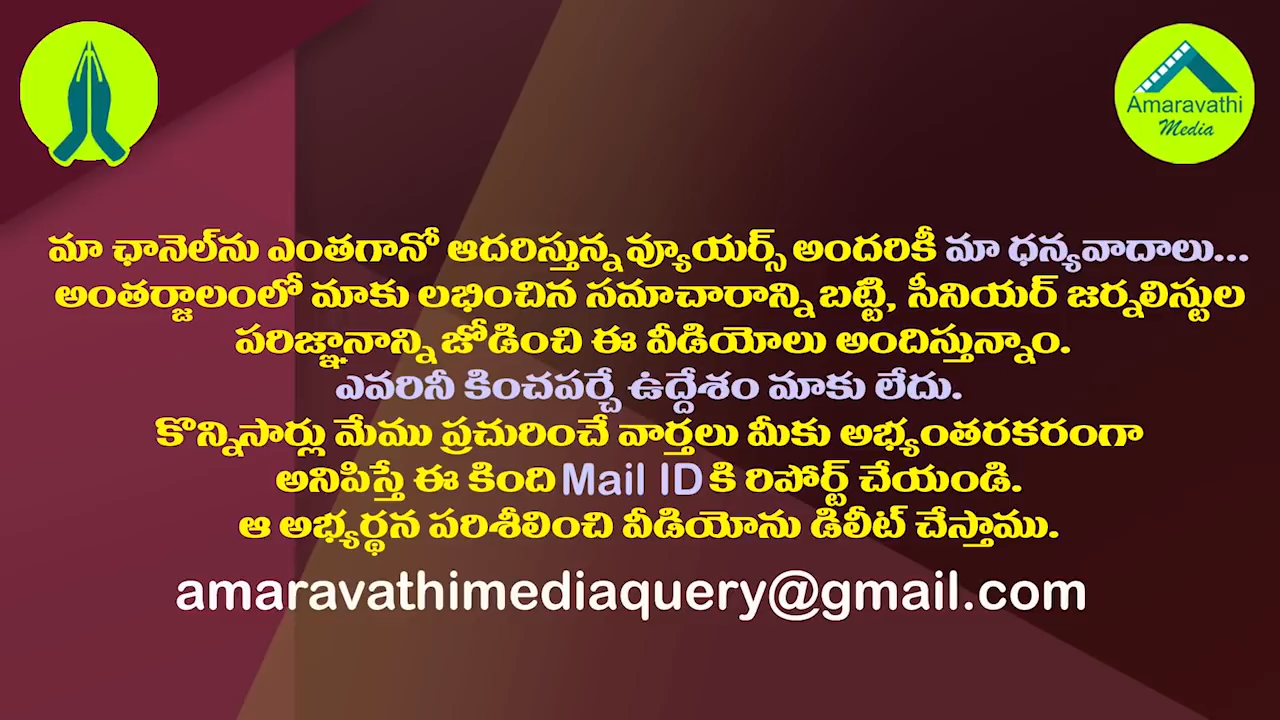 Amaravathi
Media
మా ఛానెల్‌ను ఎంతగానో ఆదరిస్తున్న వ్యూయర్స్ అందరికీ మా ధన్యవాదాలు...
అంతర్జాలంలో మాకు లభించిన సమాచారాన్ని బట్టి, సీనియర్ జర్నలిస్టుల
పరిజ్ఞానాన్ని జోడించి ఈ వీడియోలు అందిస్తున్నాం.
ఎవరినీ కించపర్చే ఉద్దేశం మాకు లేదు.
కొన్నిసార్లు మేము ప్రచురించే వార్తలు మీకు అభ్యంతరకరంగా
అనిపిస్తే ఈ కింది Mail ID కి రిపోర్ట్ చేయండి.
ఆ అభ్యర్థన పరిశీలించి వీడియోను డిలీట్ చేస్తాము.
amaravathimediaquery@gmail.com